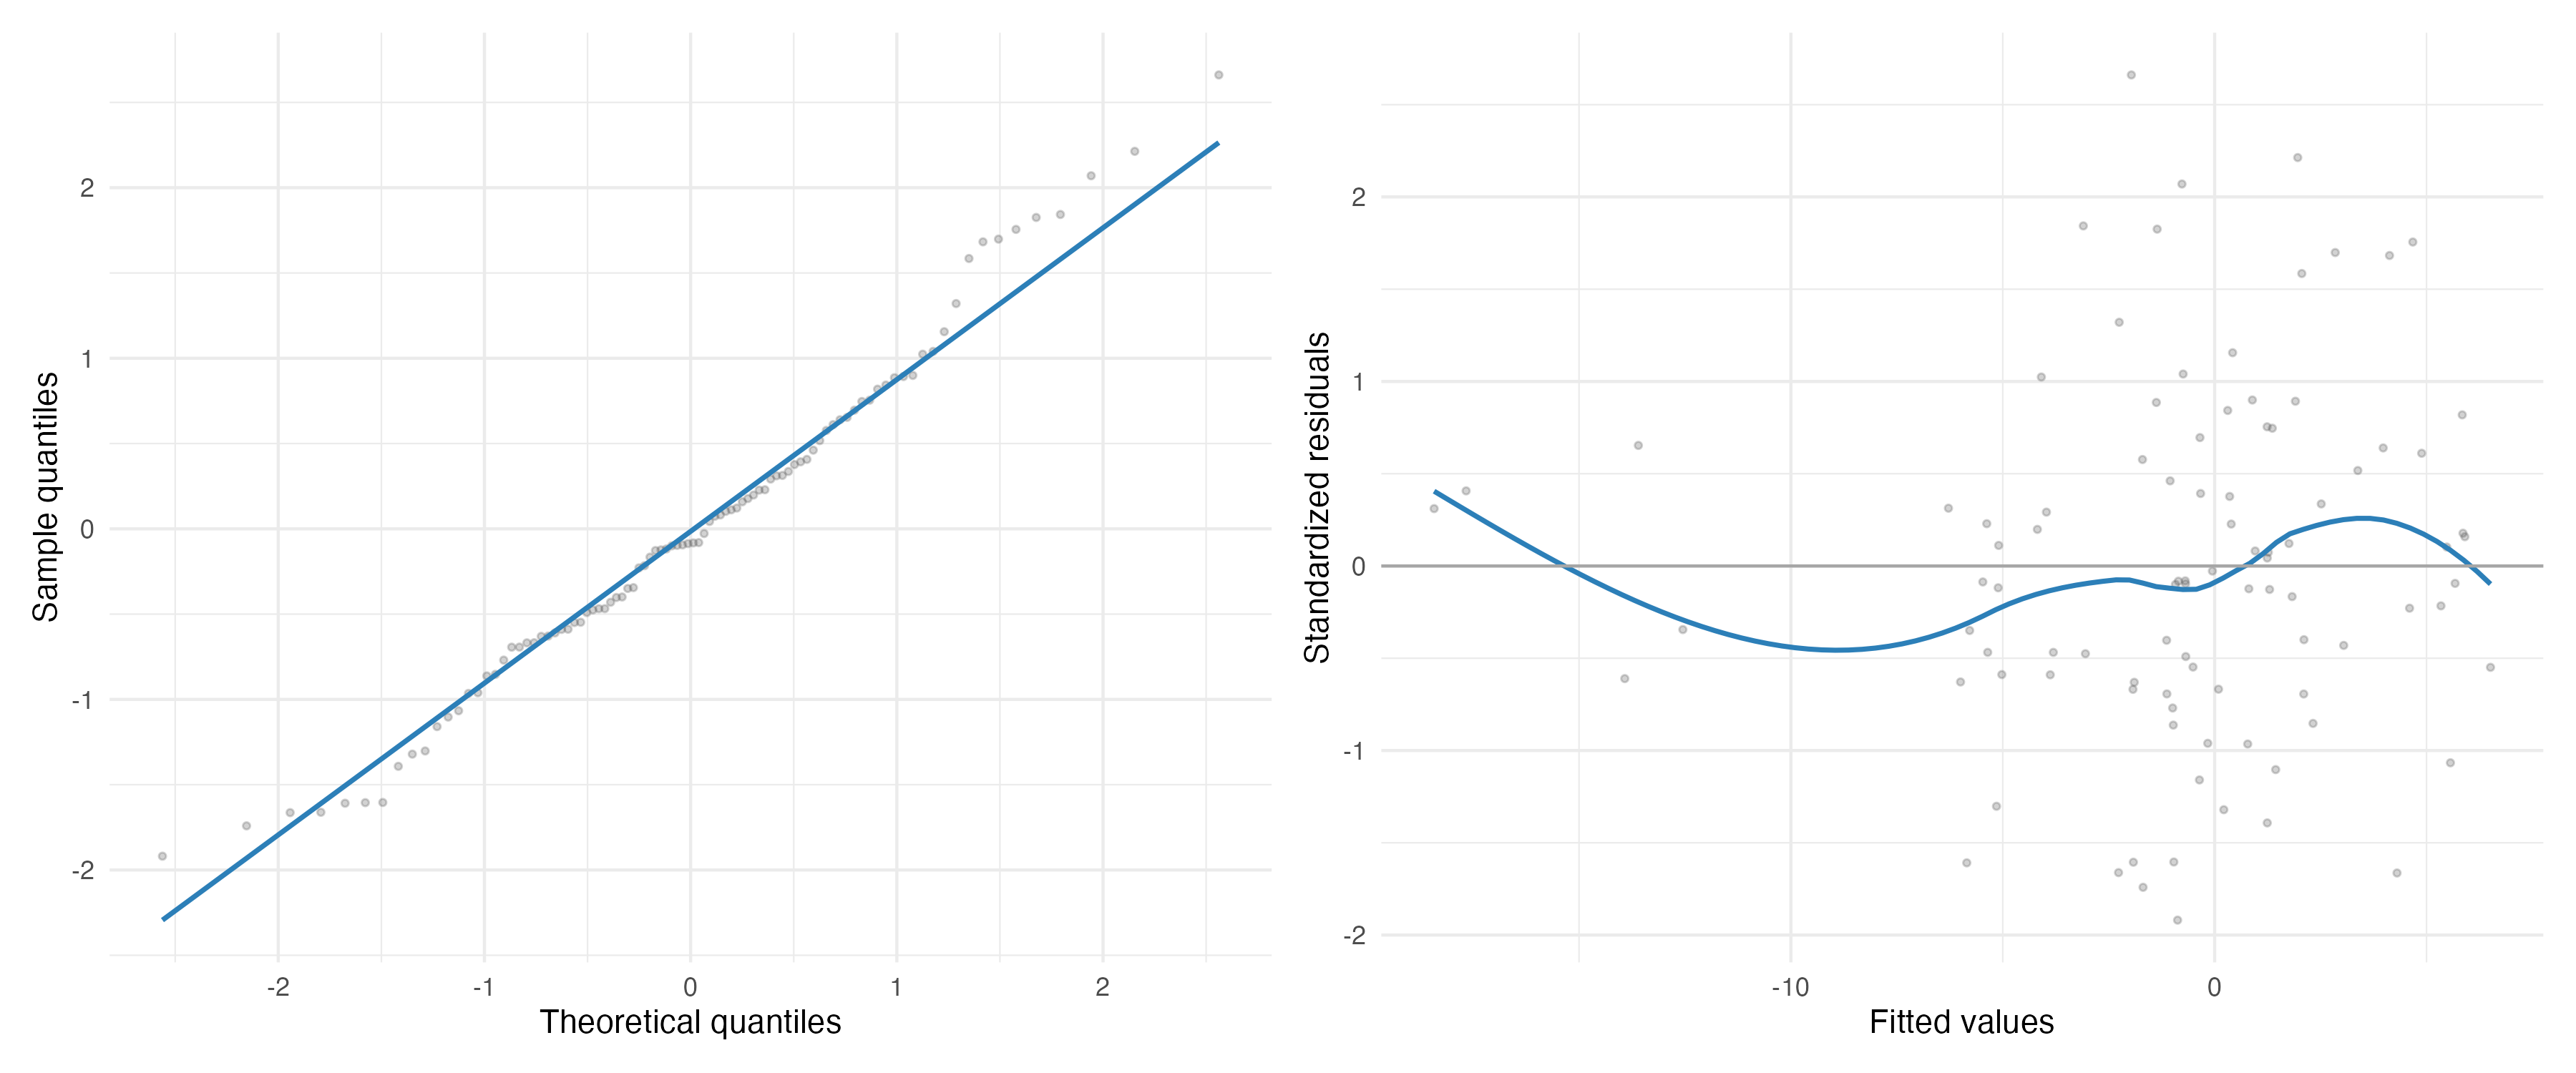 Sample quantiles
2
1
0
-1
-2
-2 -1 0 1 2
Theoretical quantiles
Standardized residuals
2
1
0
-1
-2
-10 0
Fitted values